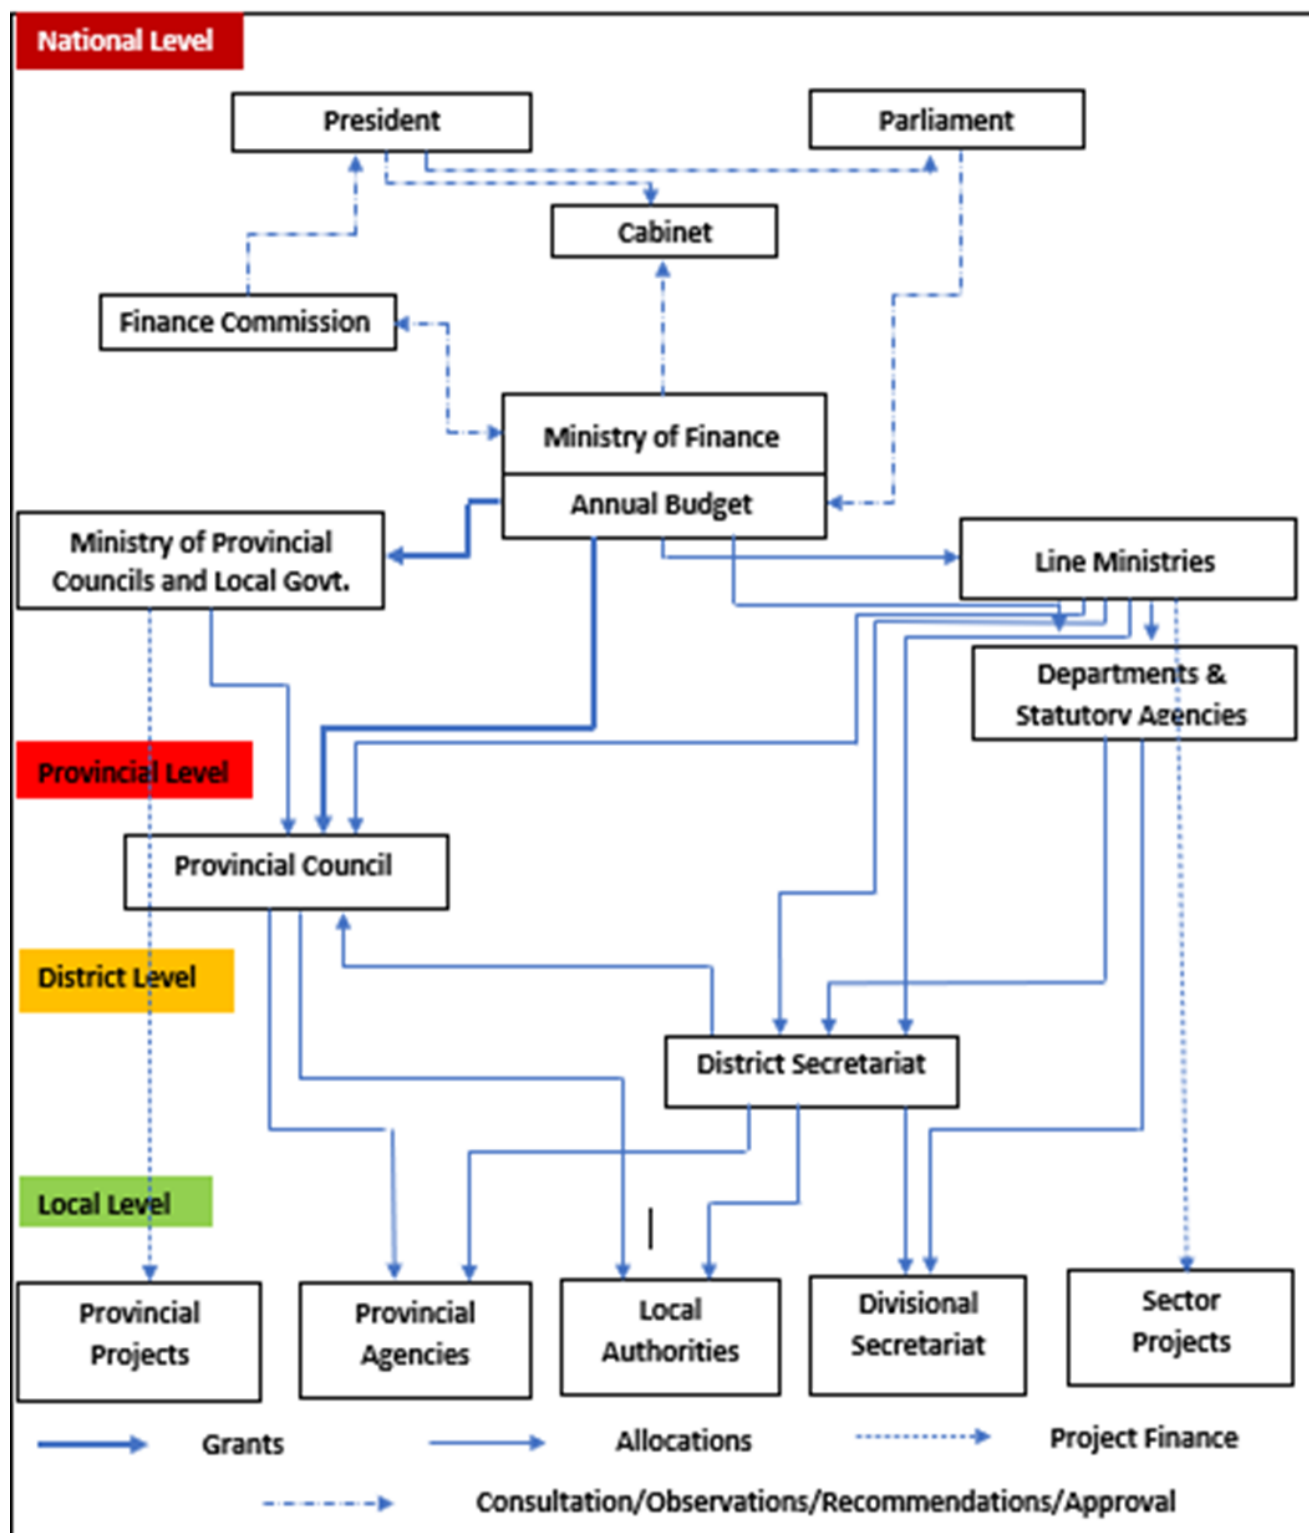 National Level
President
Parliament
Cabinet
Finance Commission
Ministry of Finance
Annual Budget
Ministry of Provincial
Councils and Local Govt.
Line Ministries
Departments &
Statutory Agencies
Provincial Level
Provincial Council
District Level
District Secretariat
Local Level
Provincial
Projects
Provincial
Agencies
Local
Authorities
Divisional
Secretariat
Sector
Projects
Grants
Allocations
Project Finance
Consultation/Observations/Recommendations/Approval